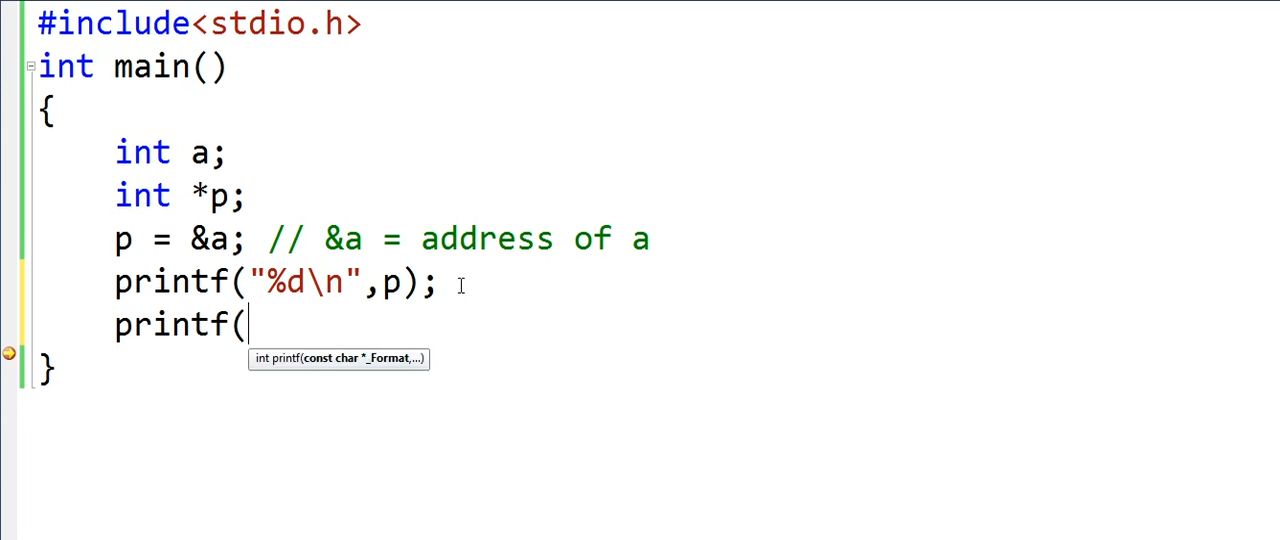 #include<stdio.h>
int main()
{
int a;
int *p;
p = &a; // &a = address of a
printf("%d\n",p);
printf(
int printf(const char *_Format,...)
}